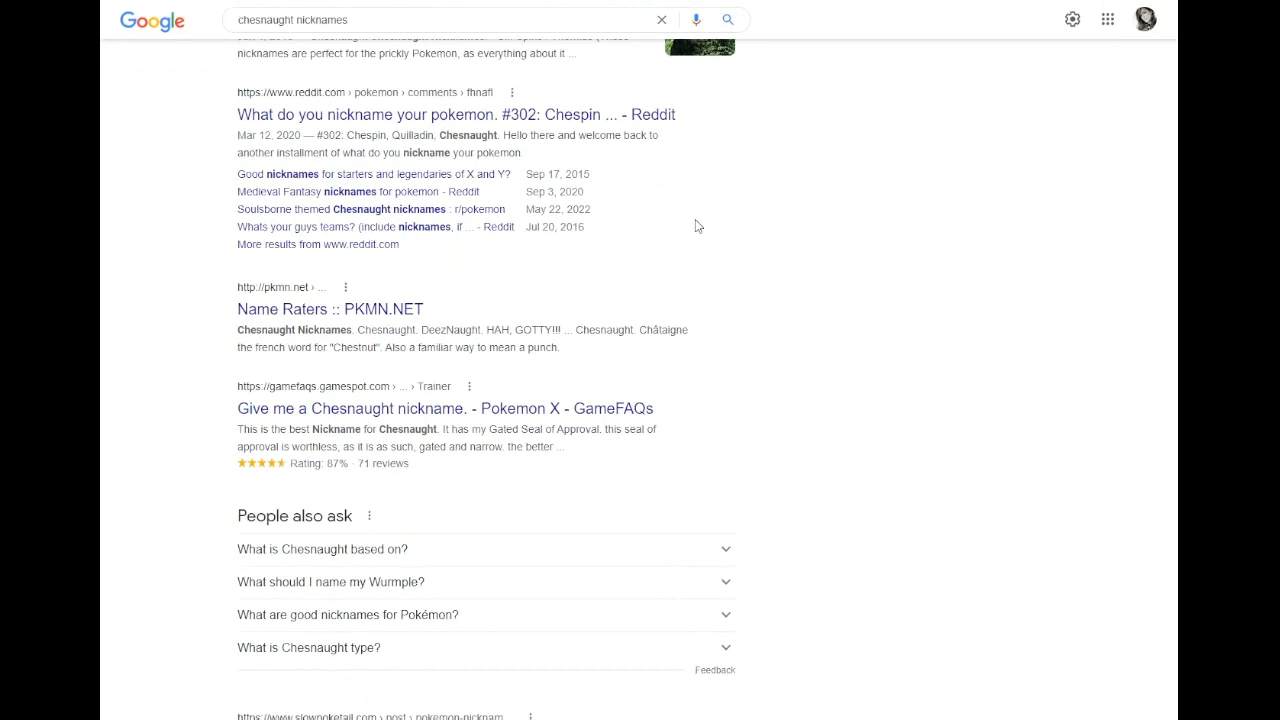 Google
chesnaught nicknames
nicknames are perfect for the prickly Pokemon, as everything about it ...
https://www.reddit.com › pokemon › comments › fhnafl
What do you nickname your pokemon. #302: Chespin ... - Reddit
Mar 12, 2020 — #302: Chespin, Quilladin, Chesnaught. Hello there and welcome back to
another installment of what do you nickname your pokemon.
Good nicknames for starters and legendaries of X and Y? Sep 17, 2015
Medieval Fantasy nicknames for pokemon - Reddit Sep 3, 2020
Soulsborne themed Chesnaught nicknames : r/pokemon May 22, 2022
Whats your guys teams? (include nicknames, if ... - Reddit Jul 20, 2016
More results from www.reddit.com
http://pkmn.net › ...
Name Raters :: PKMN.NET
Chesnaught Nicknames. Chesnaught. DeezNaught. HAH, GOTTY!!! ... Chesnaught. Châtaigne
the french word for "Chestnut". Also a familiar way to mean a punch.
https://gamefaqs.gamespot.com › ... › Trainer
Give me a Chesnaught nickname. - Pokemon X - GameFAQs
This is the best Nickname for Chesnaught. It has my Gated Seal of Approval. this seal of
approval is worthless, as it is as such, gated and narrow. the better ...
Rating: 87% · 71 reviews
People also ask
What is Chesnaught based on?
What should I name my Wurmple?
What are good nicknames for Pokémon?
What is Chesnaught type?
Feedback
https://www.slowpoketail.com › post › pokemon-nicknam...